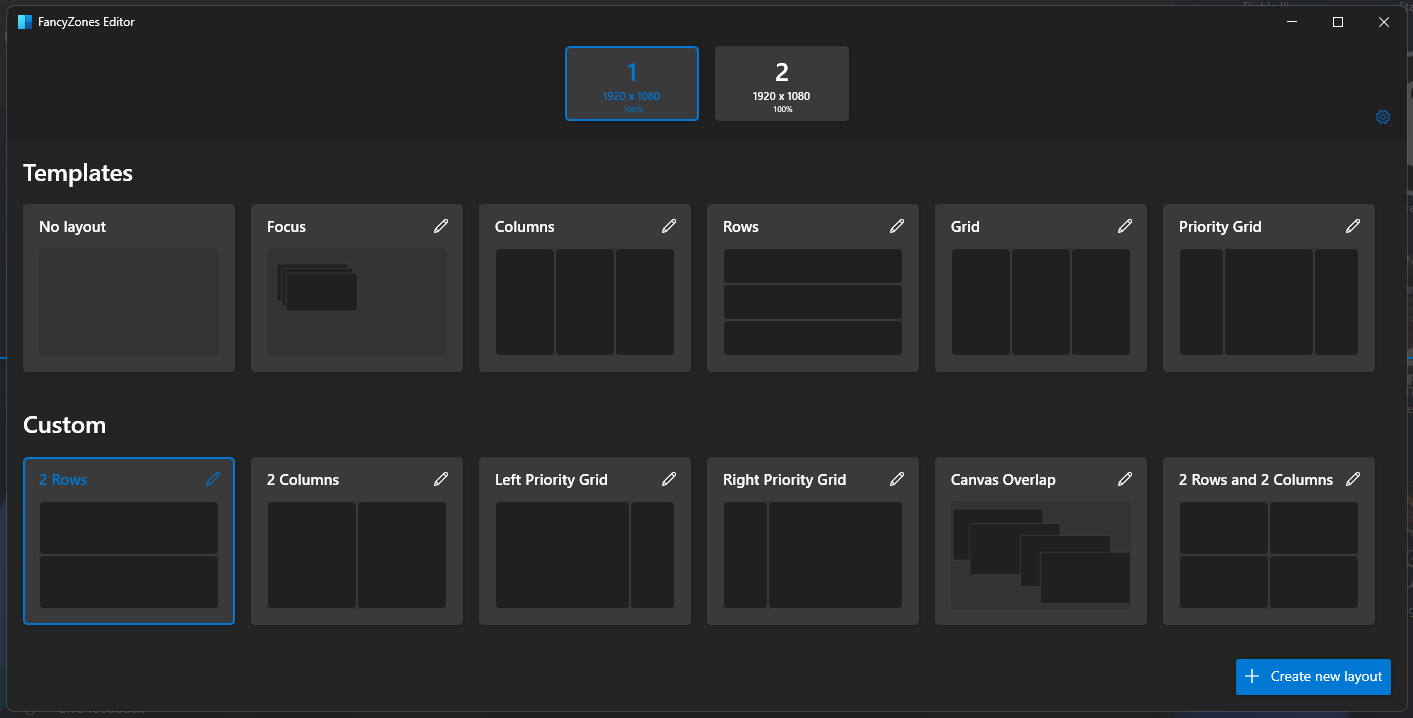 FancyZones Editor
1
1920 x 1080
100%
2
1920 x 1080
100%
Templates
No layout
Focus
Columns
Rows
Grid
Priority Grid
Custom
2 Rows
2 Columns
Left Priority Grid
Right Priority Grid
Canvas Overlap
2 Rows and 2 Columns
Create new layout